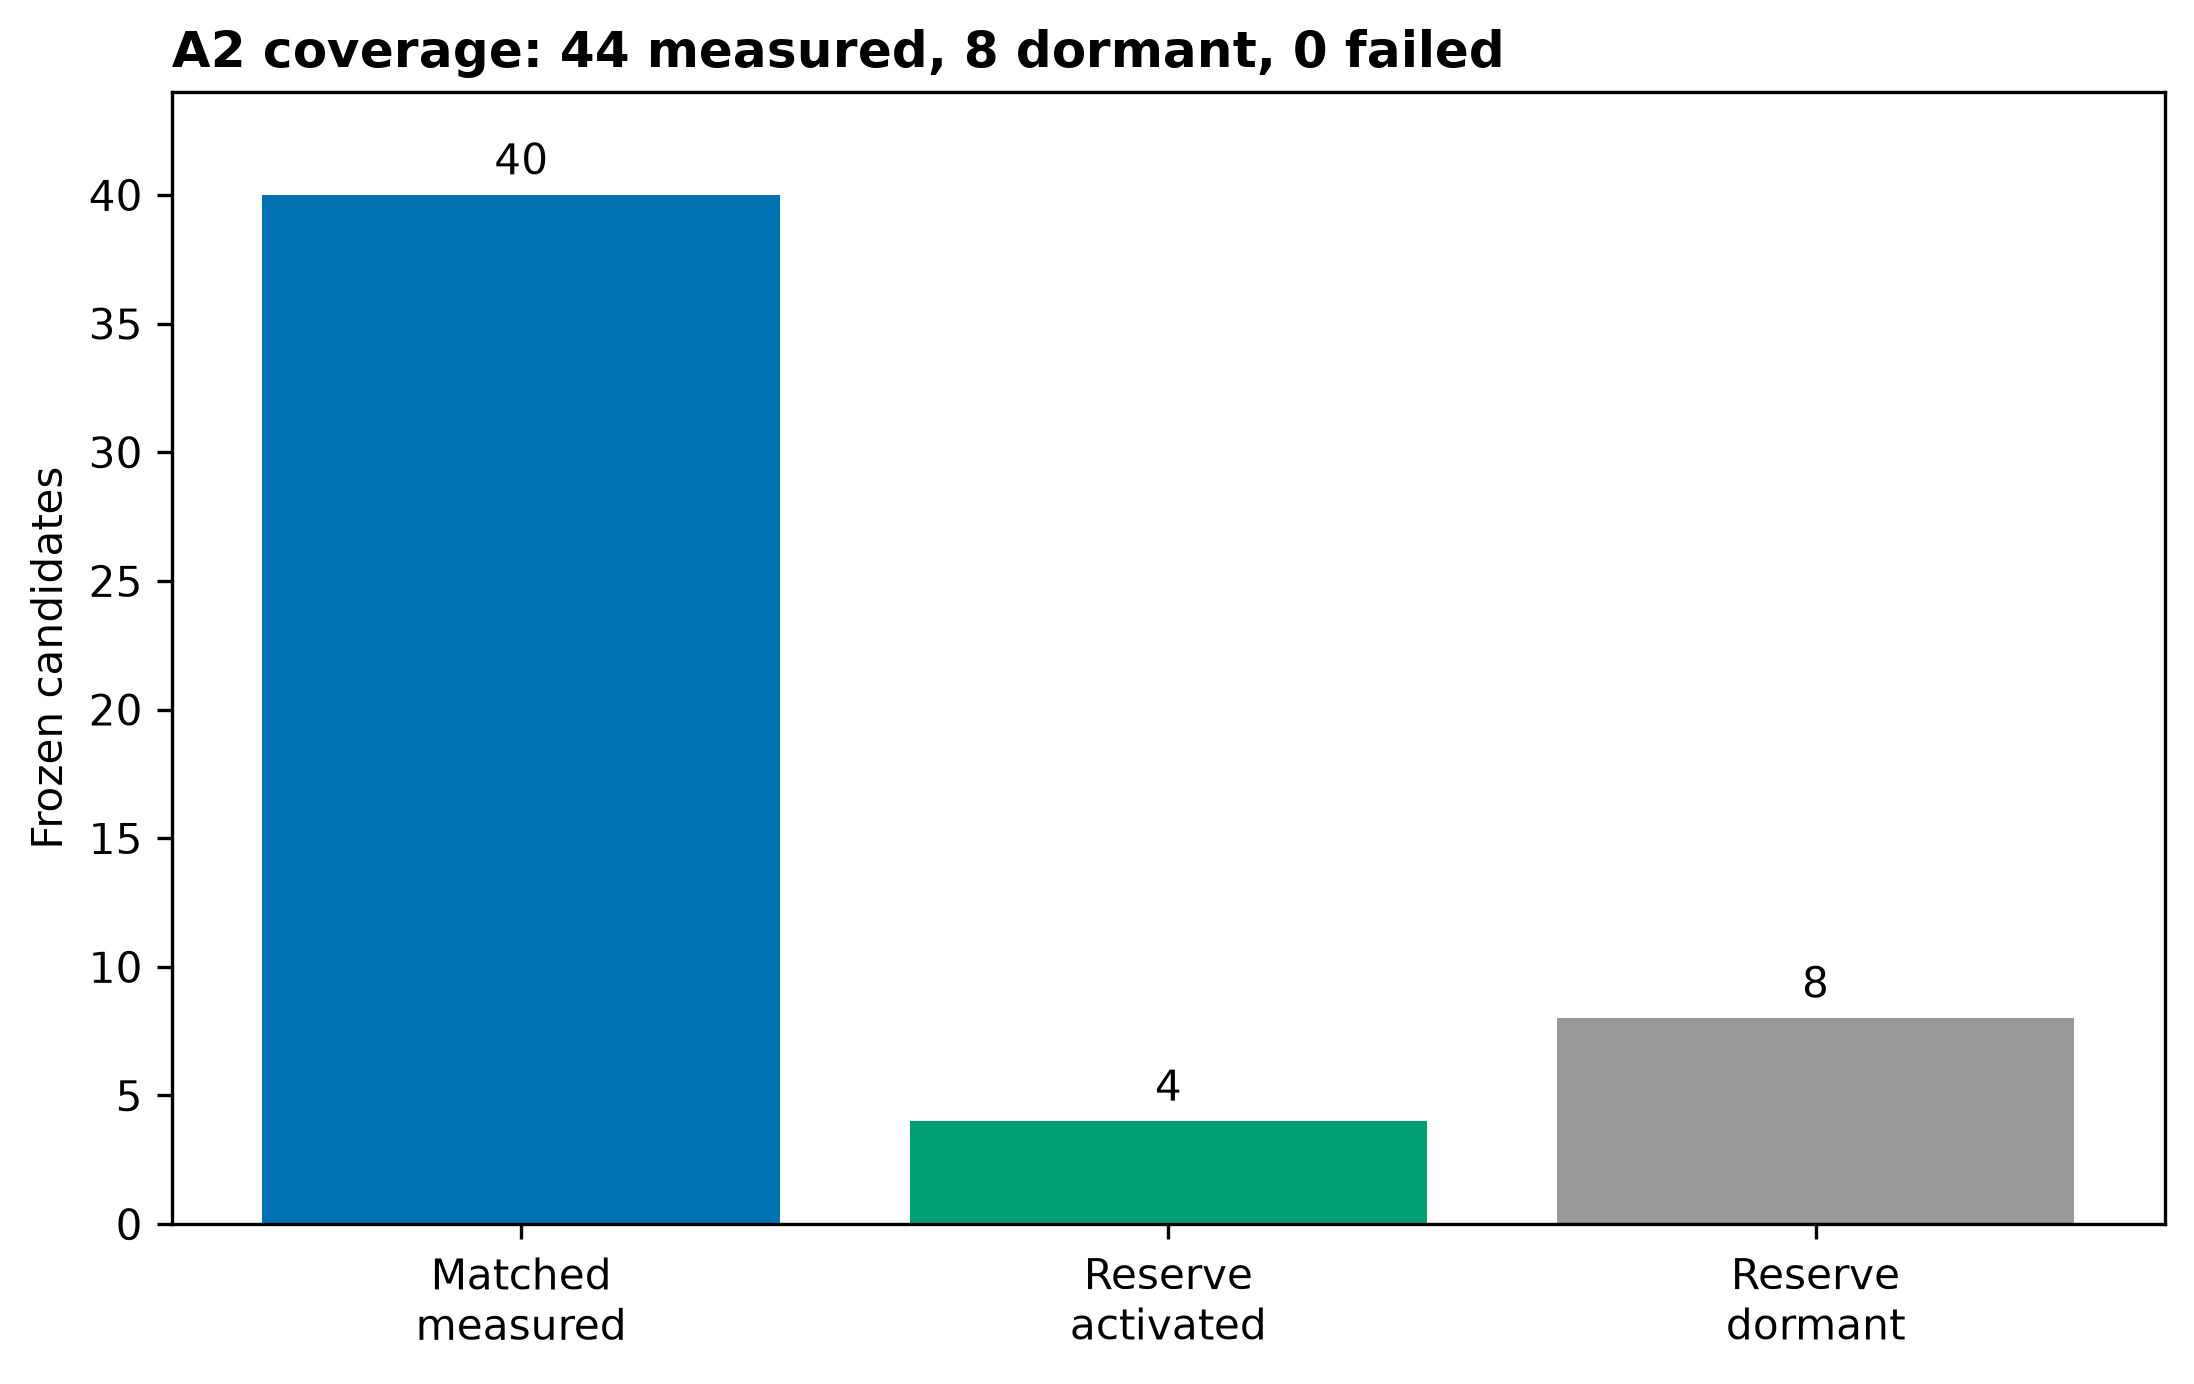 A2 coverage: 44 measured, 8 dormant, 0 failed
Frozen candidates
40
35
30
25
20
15
10
5
0
40
4
8
Matched
measured
Reserve
activated
Reserve
dormant